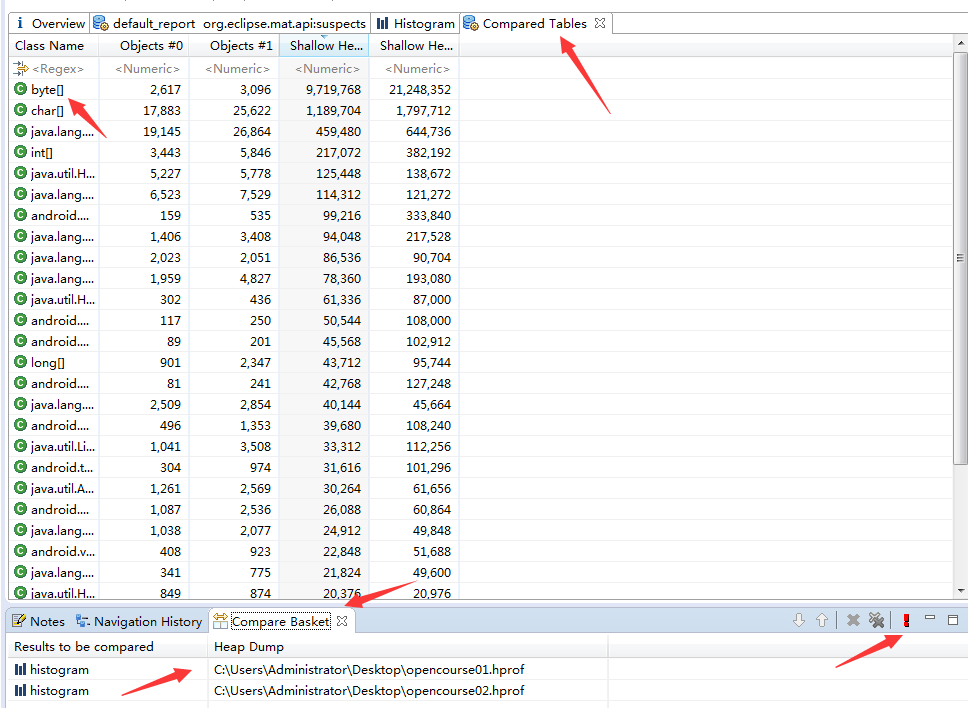 i Overview default_report org.eclipse.mat.api:suspects Histogram Compared Tables
Class Name Objects #0 Objects #1 Shallow He... Shallow He...
<Regex> <Numeric> <Numeric> <Numeric> <Numeric>
byte[] 2,617 3,096 9,719,768 21,248,352
char[] 17,883 25,622 1,189,704 1,797,712
java.lang.... 19,145 26,864 459,480 644,736
int[] 3,443 5,846 217,072 382,192
java.util.H... 5,227 5,778 125,448 138,672
java.lang.... 6,523 7,529 114,312 121,272
android.... 159 535 99,216 333,840
java.lang.... 1,406 3,408 94,048 217,528
java.lang.... 2,023 2,051 86,536 90,704
java.lang.... 1,959 4,827 78,360 193,080
java.util.H... 302 436 61,336 87,000
android.... 117 250 50,544 108,000
android.... 89 201 45,568 102,912
long[] 901 2,347 43,712 95,744
android.... 81 241 42,768 127,248
java.lang.... 2,509 2,854 40,144 45,664
android.... 496 1,353 39,680 108,240
java.util.Li... 1,041 3,508 33,312 112,256
android.t... 304 974 31,616 101,296
java.util.A... 1,261 2,569 30,264 61,656
android.... 1,087 2,536 26,088 60,864
java.lang.... 1,038 2,077 24,912 49,848
android.v... 408 923 22,848 51,688
java.lang.... 341 775 21,824 49,600
java.util.H... 849 874 20,376 20,976
Notes Navigation History Compare Basket
Results to be compared Heap Dump
histogram C:\Users\Administrator\Desktop\opencourse01.hprof
histogram C:\Users\Administrator\Desktop\opencourse02.hprof